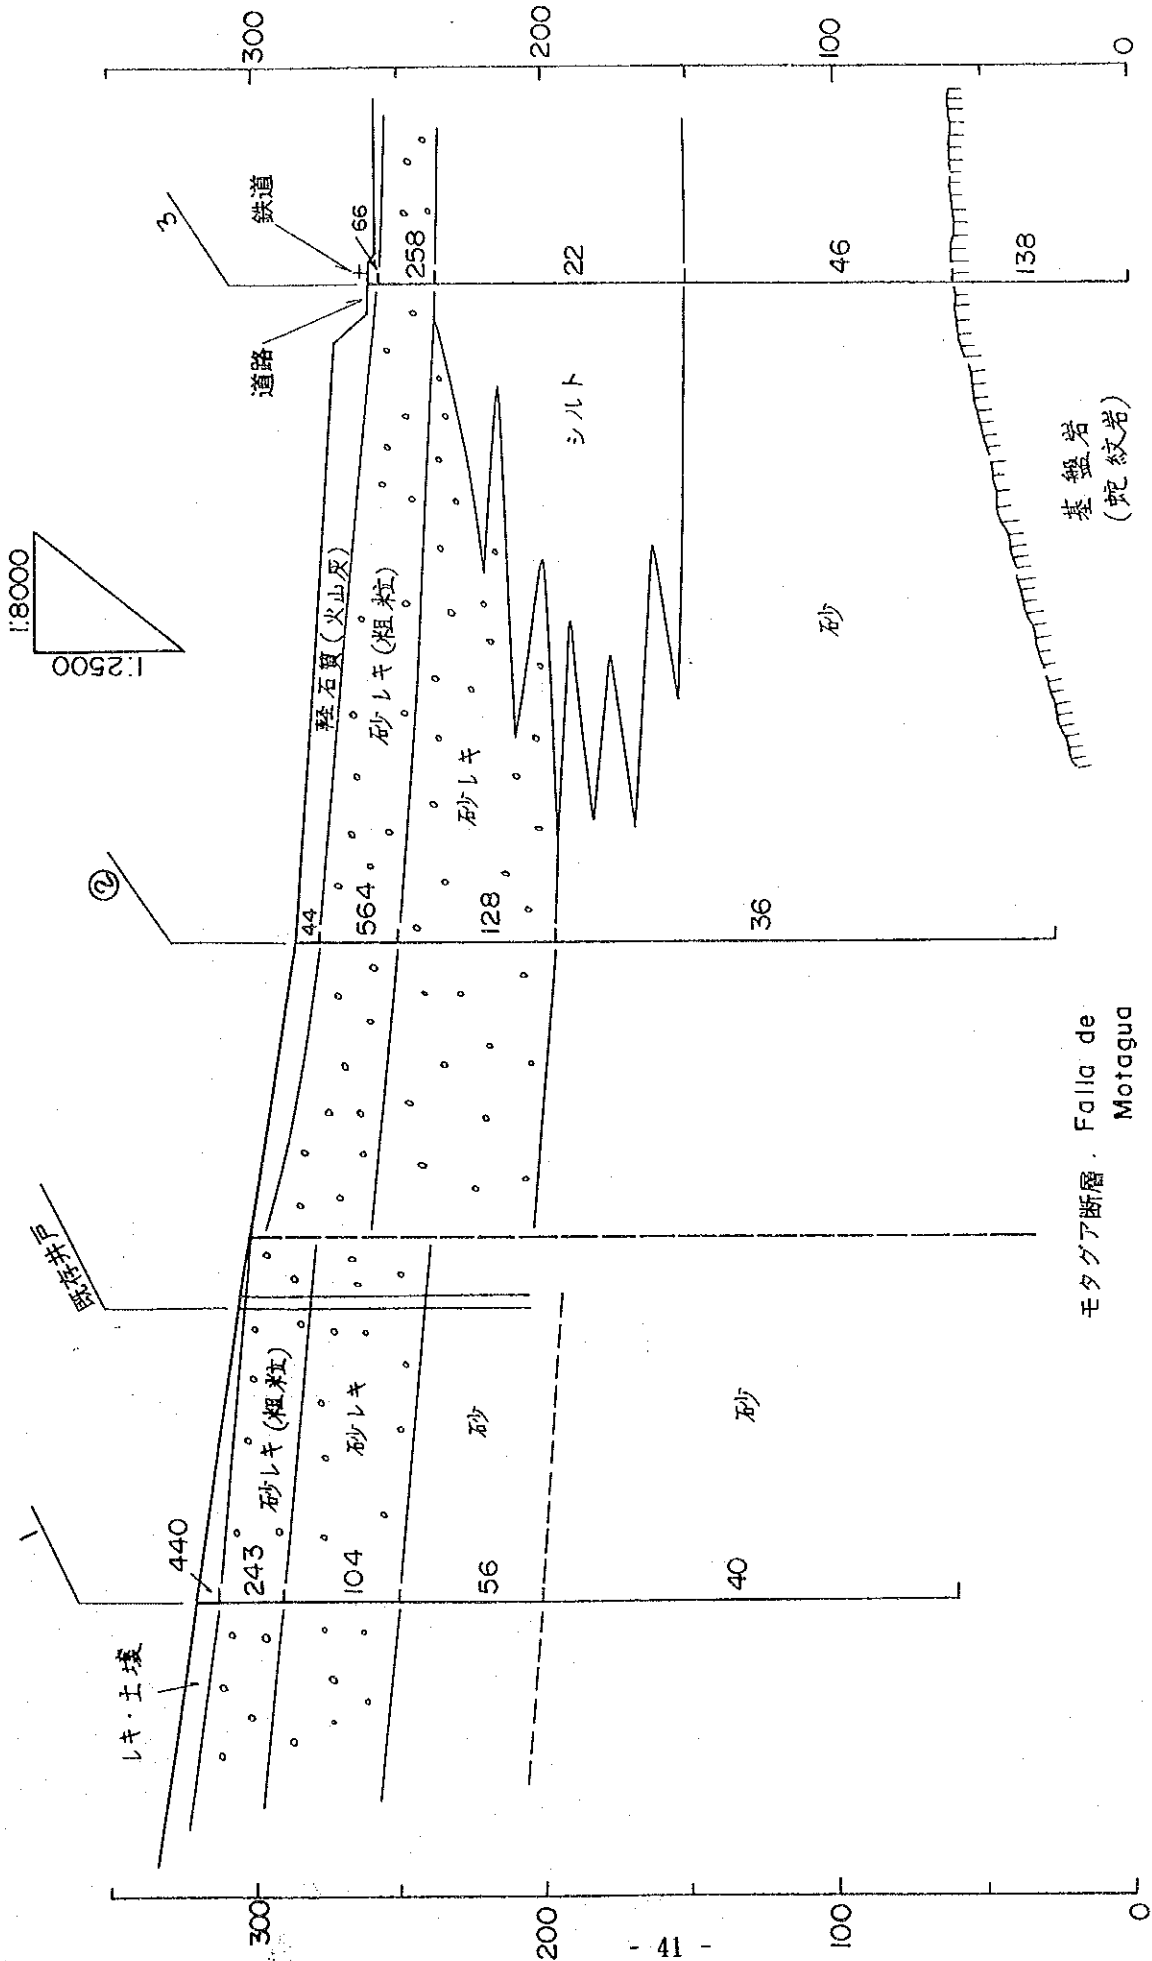 1:8000
1:2500
300
200
100
0
300
200
100
0
1
既存井戸
②
3
レキ・土壌
440
243
104
56
40
砂レキ(粗粒)
砂レキ
砂
砂
44
564
128
36
軽石質(火山灰)
砂レキ(粗粒)
砂レキ
シルト
砂
道路
鉄道
66
258
22
46
138
基盤岩
(蛇紋岩)
モタグア断層. Falla de
Motagua
- 41 -